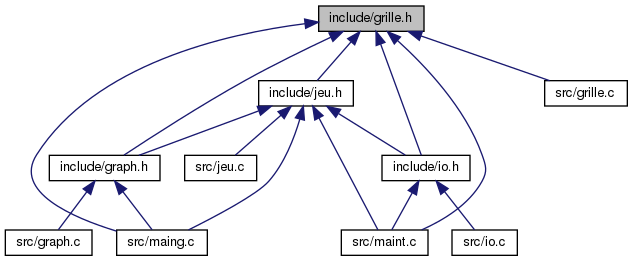 include/grille.h
include/jeu.h
src/grille.c
include/graph.h
src/jeu.c
include/io.h
src/graph.c
src/maing.c
src/maint.c
src/io.c